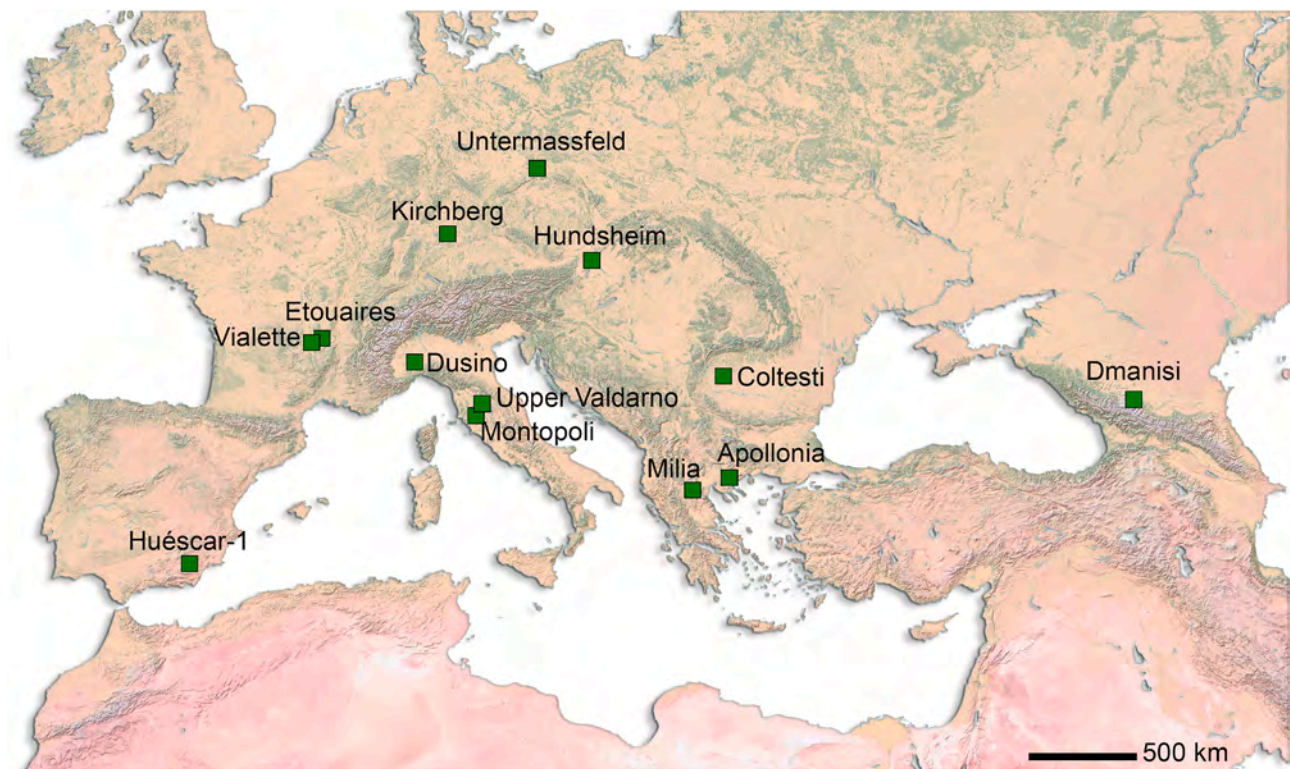 Untermassfeld
Kirchberg
Hundsheim
Etouaires
Vialette
Dusino
Coltesti
Dmanisi
Upper Valdarno
Montopoli
Apollonia
Milia
Huéscar-1
500 km